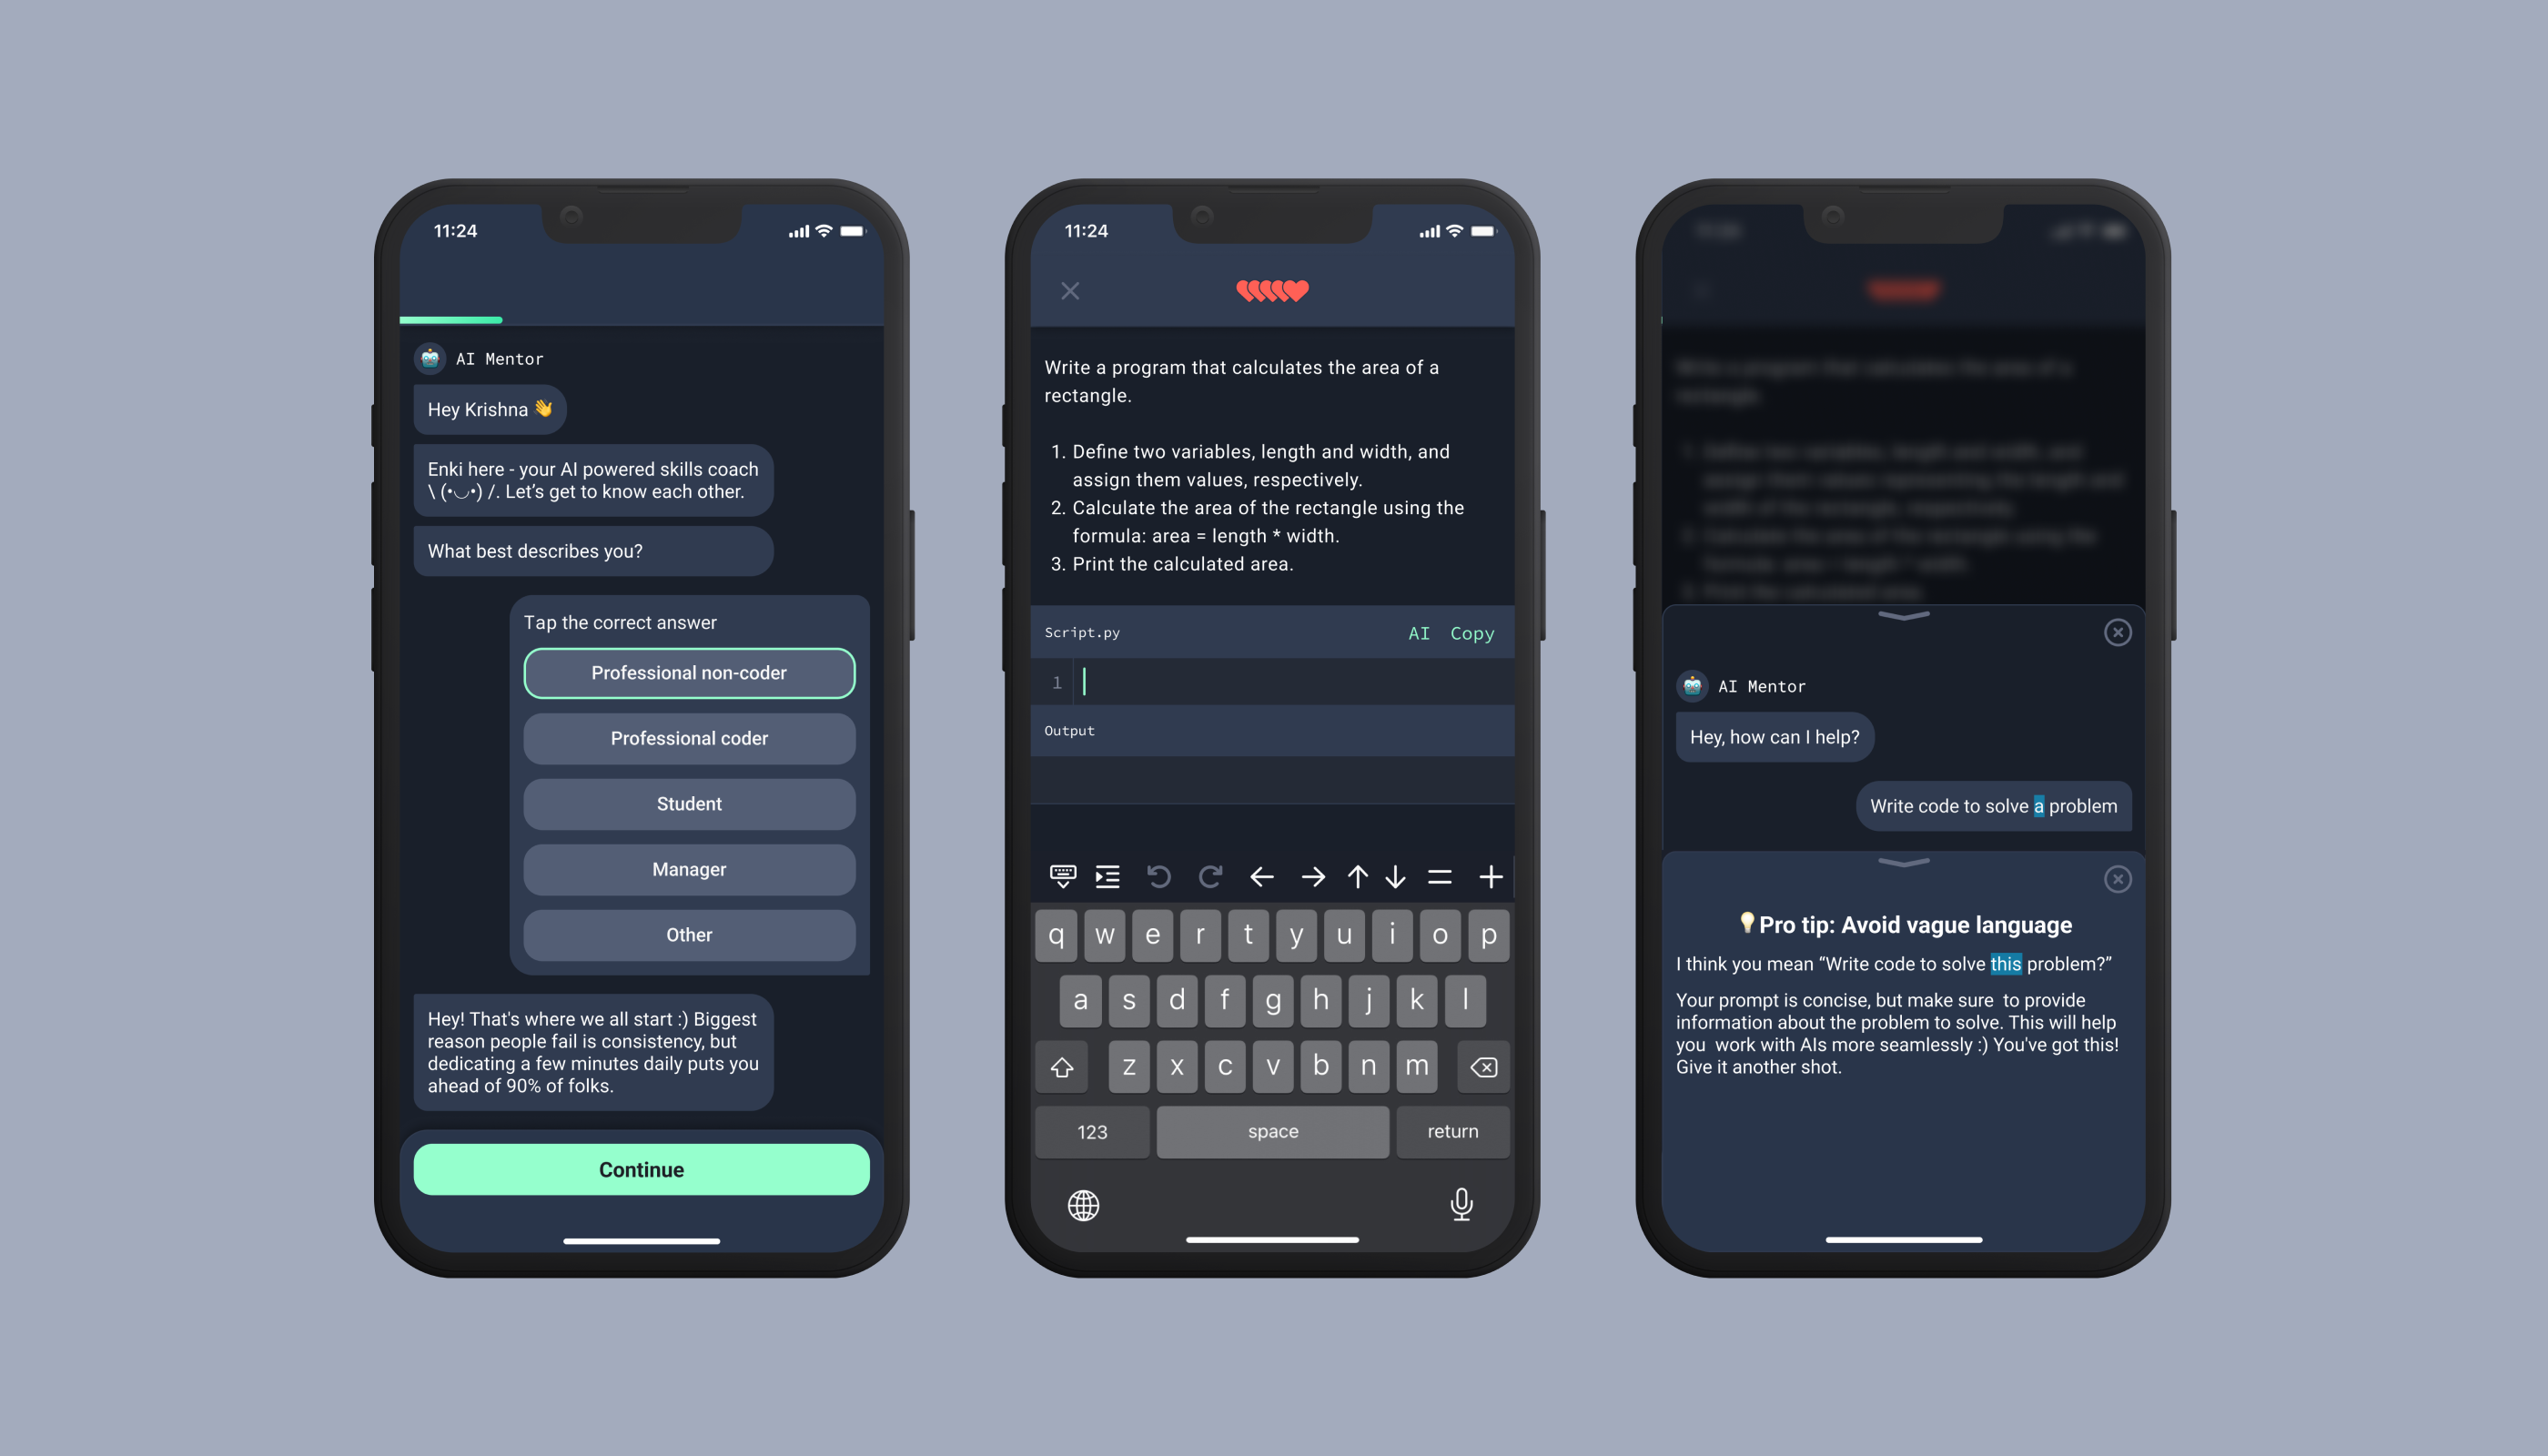 11:24
AI Mentor
Hey Krishna 👋
Enki here - your AI powered skills coach
\ (•◡•) /. Let’s get to know each other.
What best describes you?
Tap the correct answer
Professional non-coder
Professional coder
Student
Manager
Other
Hey! That's where we all start :) Biggest
reason people fail is consistency, but
dedicating a few minutes daily puts you
ahead of 90% of folks.
Continue
11:24
Write a program that calculates the area of a
rectangle.
1. Define two variables, length and width, and
assign them values, respectively.
2. Calculate the area of the rectangle using the
formula: area = length * width.
3. Print the calculated area.
Script.py AI Copy
1
Output
q w e r t y u i o p
a s d f g h j k l
z x c v b n m
123 space return
AI Mentor
Hey, how can I help?
Write code to solve a problem
💡Pro tip: Avoid vague language
I think you mean “Write code to solve this problem?”
Your prompt is concise, but make sure  to provide
information about the problem to solve. This will help
you  work with AIs more seamlessly :) You've got this!
Give it another shot.